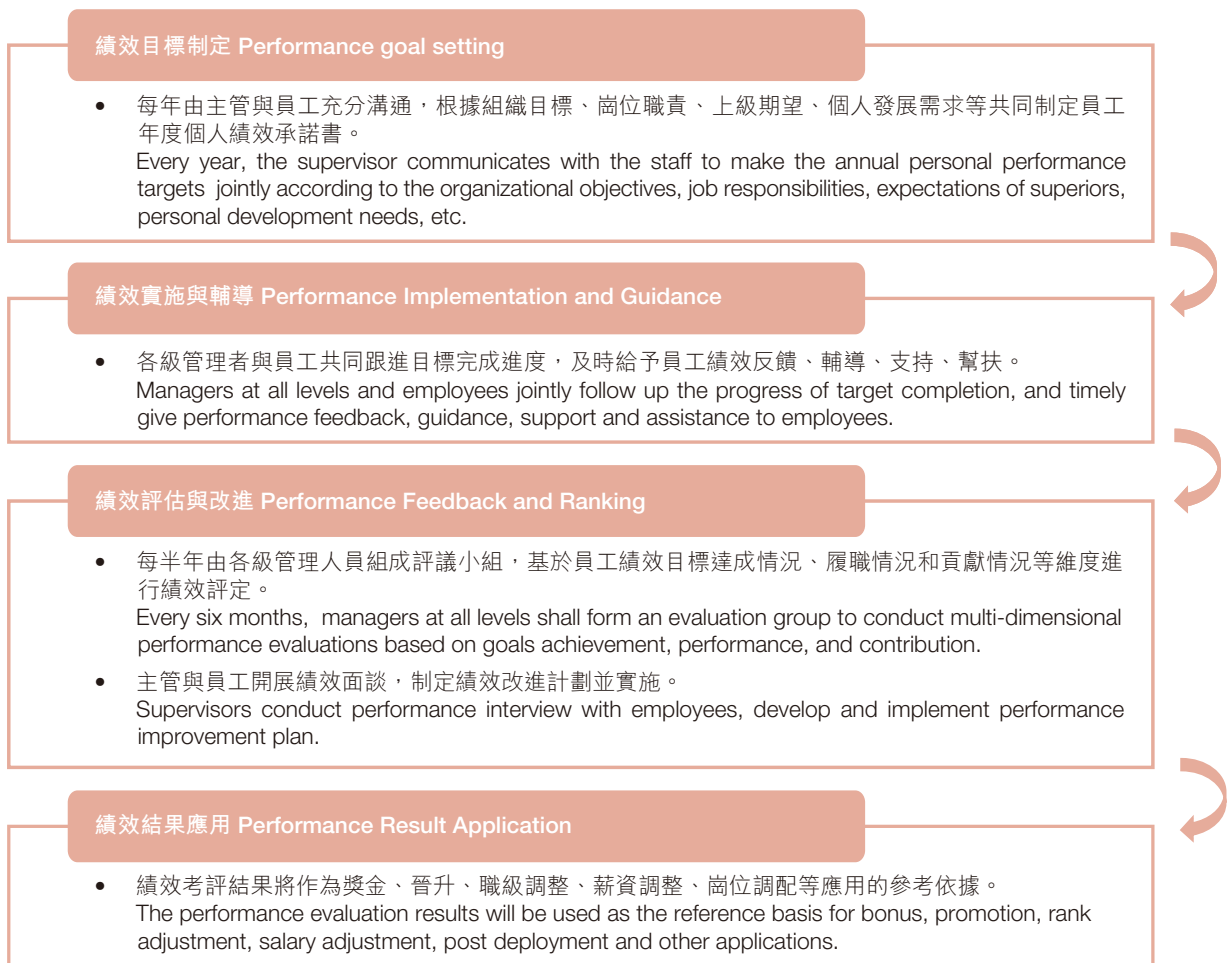 績效目標制定 Performance goal setting
• 每年由主管與員工充分溝通，根據組織目標、崗位職責、上級期望、個人發展需求等共同制定員工
年度個人績效承諾書。
Every year, the supervisor communicates with the staff to make the annual personal performance
targets jointly according to the organizational objectives, job responsibilities, expectations of superiors,
personal development needs, etc.
績效實施與輔導 Performance Implementation and Guidance
• 各級管理者與員工共同跟進目標完成進度，及時給予員工績效反饋、輔導、支持、幫扶。
Managers at all levels and employees jointly follow up the progress of target completion, and timely
give performance feedback, guidance, support and assistance to employees.
績效評估與改進 Performance Feedback and Ranking
• 每半年由各級管理人員組成評議小組，基於員工績效目標達成情況、履職情況和貢獻情況等維度進
行績效評定。
Every six months, managers at all levels shall form an evaluation group to conduct multi-dimensional
performance evaluations based on goals achievement, performance, and contribution.
• 主管與員工開展績效面談，制定績效改進計劃並實施。
Supervisors conduct performance interview with employees, develop and implement performance
improvement plan.
績效結果應用 Performance Result Application
• 績效考評結果將作為獎金、晉升、職級調整、薪資調整、崗位調配等應用的參考依據。
The performance evaluation results will be used as the reference basis for bonus, promotion, rank
adjustment, salary adjustment, post deployment and other applications.